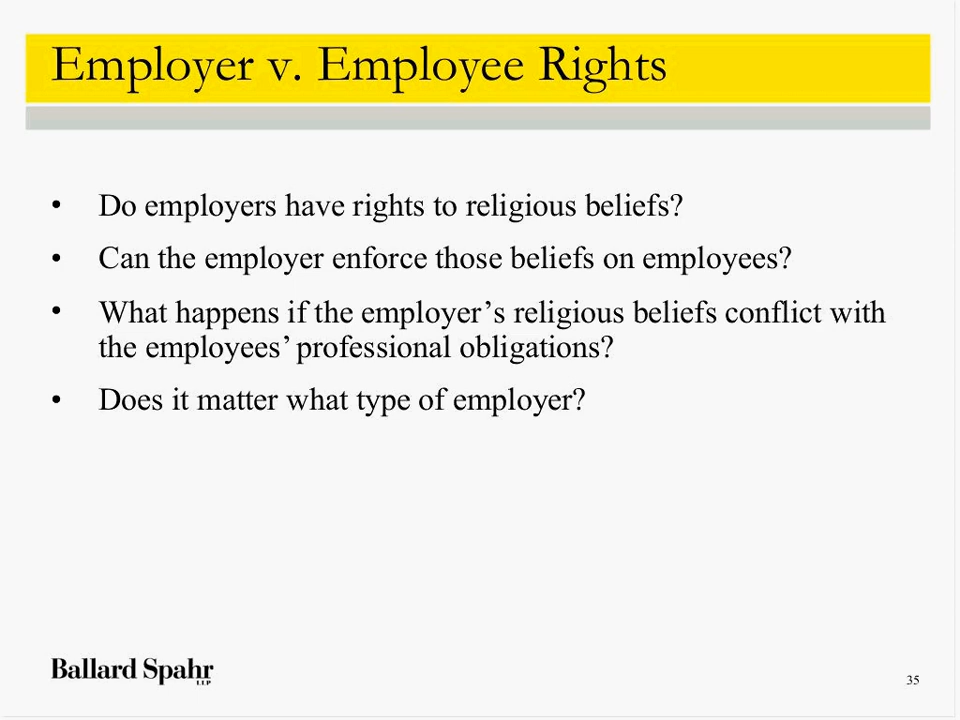 Employer v. Employee Rights
• Do employers have rights to religious beliefs?
• Can the employer enforce those beliefs on employees?
• What happens if the employer’s religious beliefs conflict with
the employees’ professional obligations?
• Does it matter what type of employer?
Ballard Spahr
LLP
35